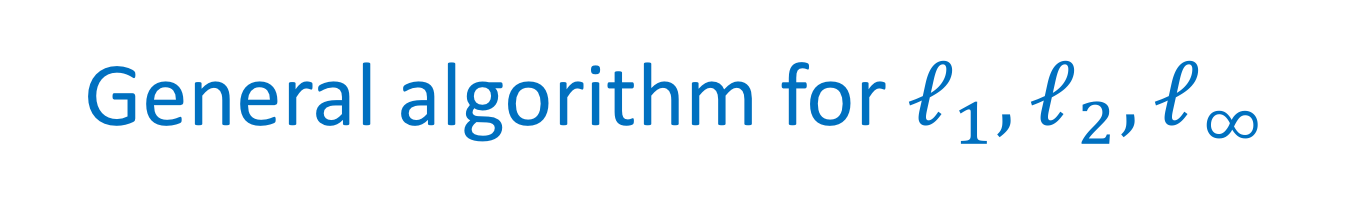 General algorithm for ℓ₁, ℓ₂, ℓ∞